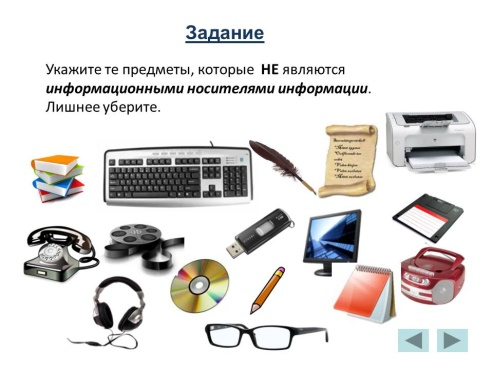 Задание
Укажите те предметы, которые НЕ являются
информационными носителями информации.
Лишнее уберите.